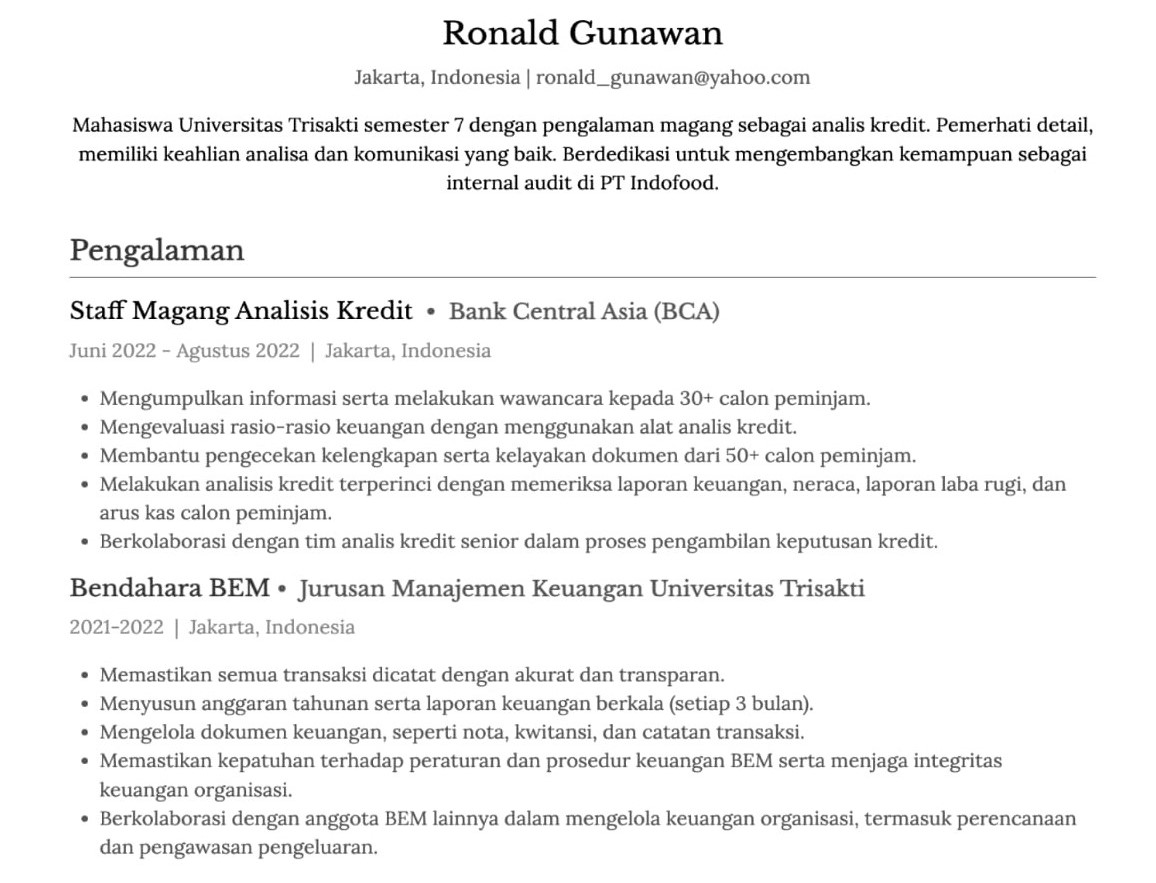 Ronald Gunawan
Jakarta, Indonesia | ronald_gunawan@yahoo.com
Mahasiswa Universitas Trisakti semester 7 dengan pengalaman magang sebagai analis kredit. Pemerhati detail,
memiliki keahlian analisa dan komunikasi yang baik. Berdedikasi untuk mengembangkan kemampuan sebagai
internal audit di PT Indofood.
Pengalaman
Staff Magang Analisis Kredit • Bank Central Asia (BCA)
Juni 2022 - Agustus 2022 | Jakarta, Indonesia
• Mengumpulkan informasi serta melakukan wawancara kepada 30+ calon peminjam.
• Mengevaluasi rasio-rasio keuangan dengan menggunakan alat analis kredit.
• Membantu pengecekan kelengkapan serta kelayakan dokumen dari 50+ calon peminjam.
• Melakukan analisis kredit terperinci dengan memeriksa laporan keuangan, neraca, laporan laba rugi, dan
arus kas calon peminjam.
• Berkolaborasi dengan tim analis kredit senior dalam proses pengambilan keputusan kredit.
Bendahara BEM • Jurusan Manajemen Keuangan Universitas Trisakti
2021-2022 | Jakarta, Indonesia
• Memastikan semua transaksi dicatat dengan akurat dan transparan.
• Menyusun anggaran tahunan serta laporan keuangan berkala (setiap 3 bulan).
• Mengelola dokumen keuangan, seperti nota, kwitansi, dan catatan transaksi.
• Memastikan kepatuhan terhadap peraturan dan prosedur keuangan BEM serta menjaga integritas
keuangan organisasi.
• Berkolaborasi dengan anggota BEM lainnya dalam mengelola keuangan organisasi, termasuk perencanaan
dan pengawasan pengeluaran.